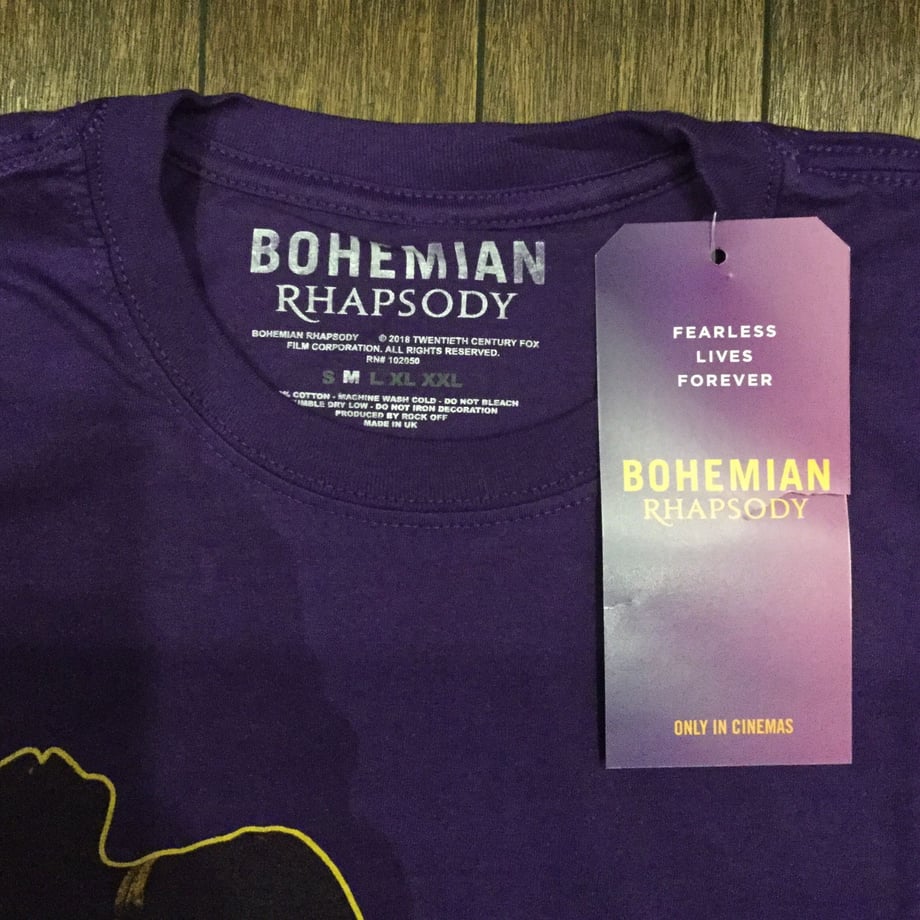 BOHEMIAN
RHAPSODY
BOHEMIAN RHAPSODY © 2018 TWENTIETH CENTURY FOX
FILM CORPORATION. ALL RIGHTS RESERVED.
RN# 102050
S M L XL XXL
% COTTON - MACHINE WASH COLD - DO NOT BLEACH
UMBLE DRY LOW - DO NOT IRON DECORATION
PRODUCED BY ROCK OFF
MADE IN UK
FEARLESS
LIVES
FOREVER
BOHEMIAN
RHAPSODY
ONLY IN CINEMAS